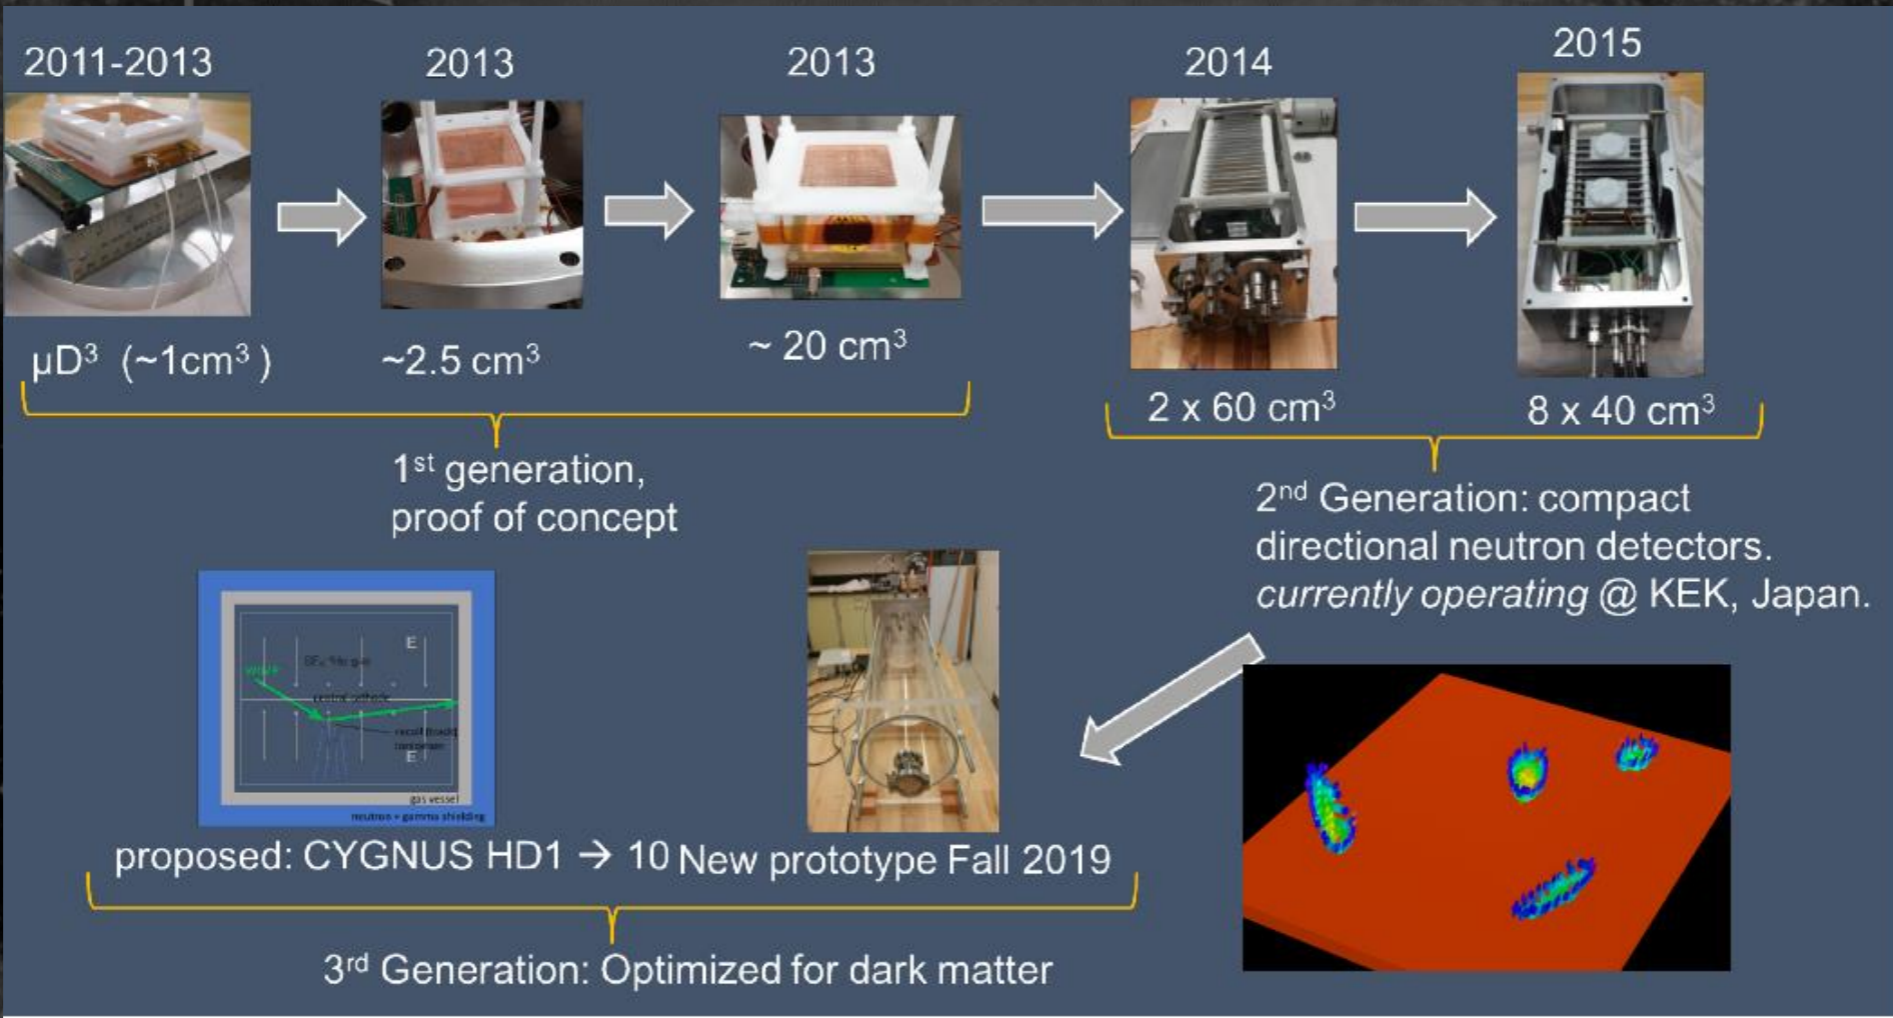 2011-2013
2013
2013
2014
2015
µD³ (~1cm³ )
~2.5 cm³
~ 20 cm³
2 x 60 cm³
8 x 40 cm³
1st generation,
proof of concept
2nd Generation: compact
directional neutron detectors.
currently operating @ KEK, Japan.
E
central cathode
E
gas vessel
neutron + gamma shielding
proposed: CYGNUS HD1 → 10
New prototype Fall 2019
3rd Generation: Optimized for dark matter